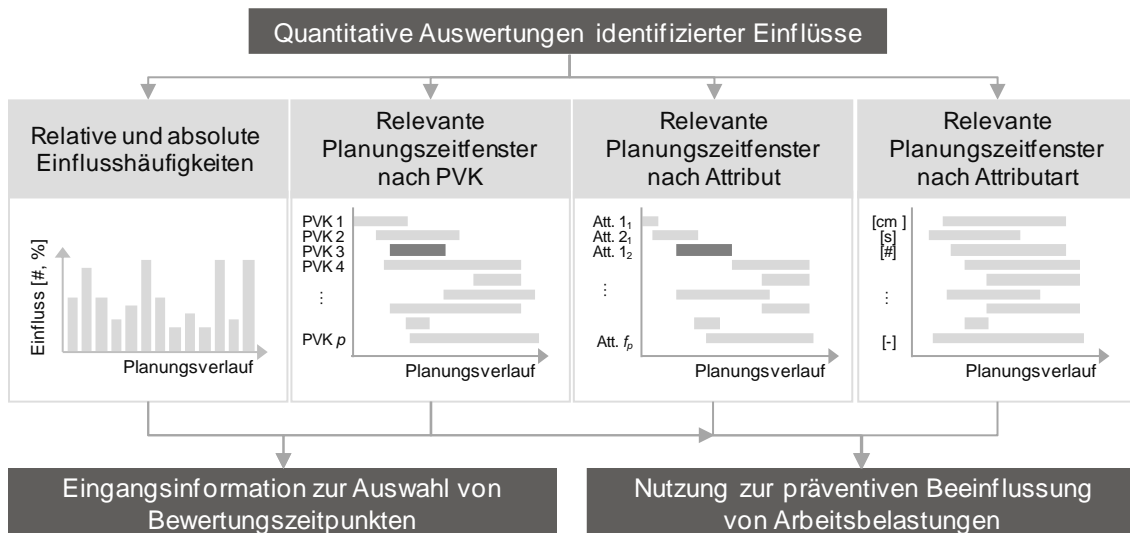 Quantitative Auswertungen identifizierter Einflüsse
Relative und absolute
Einflusshäufigkeiten
Relevante
Planungszeitfenster
nach PVK
Relevante
Planungszeitfenster
nach Attribut
Relevante
Planungszeitfenster
nach Attributart
Einfluss [#, %]
Planungsverlauf
PVK 1
PVK 2
PVK 3
PVK 4
⋮
PVK p
Planungsverlauf
Att. 1₁
Att. 2₁
Att. 1₂
⋮
Att. fₚ
Planungsverlauf
[cm ]
[s]
[#]
⋮
[-]
Planungsverlauf
Eingangsinformation zur Auswahl von
Bewertungszeitpunkten
Nutzung zur präventiven Beeinflussung
von Arbeitsbelastungen